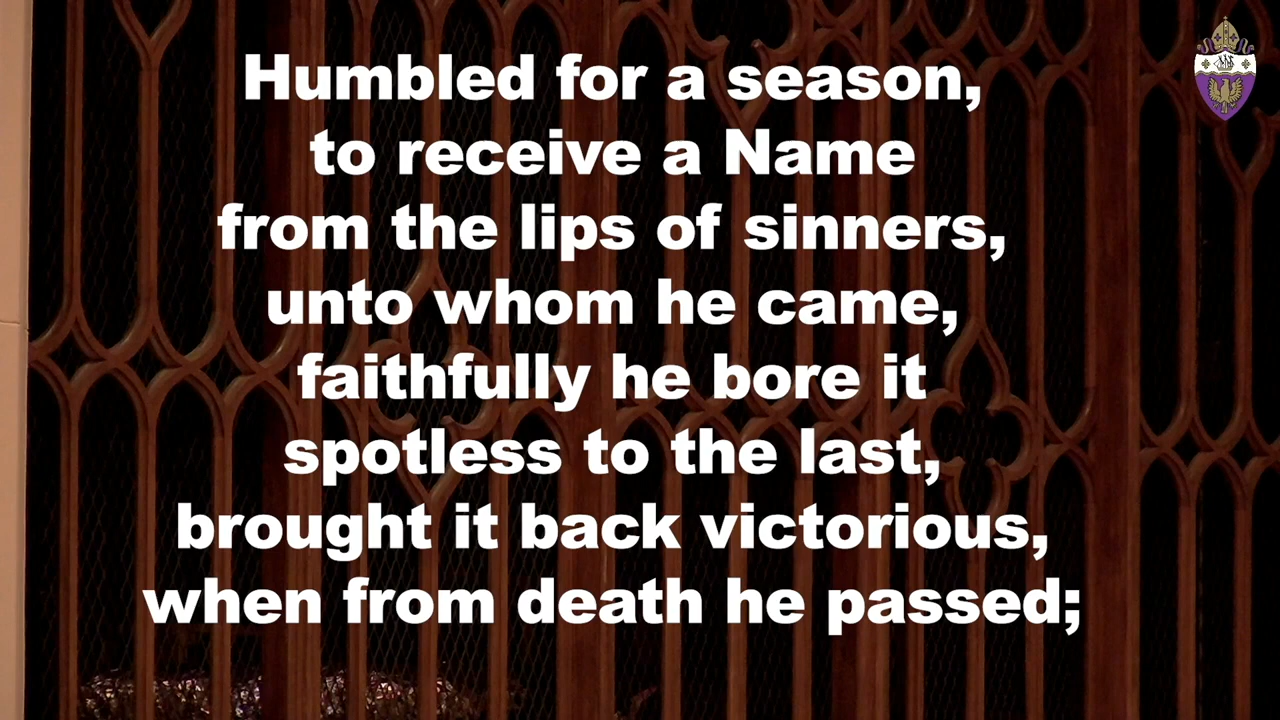 Humbled for a season,
to receive a Name
from the lips of sinners,
unto whom he came,
faithfully he bore it
spotless to the last,
brought it back victorious,
when from death he passed;